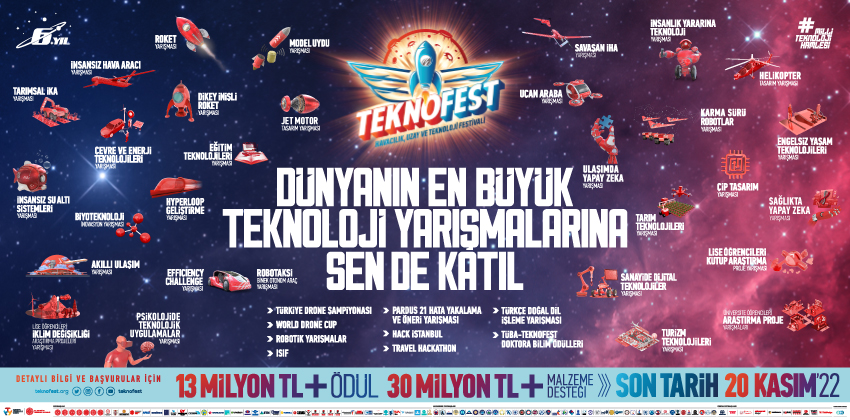 6.YIL
ROKET
YARIŞMASI
MODEL UYDU
YARIŞMASI
SAVAŞAN İHA
YARIŞMASI
İNSANLIK YARARINA
TEKNOLOJİ
YARIŞMASI
#MİLLİ
TEKNOLOJİ
HAMLESİ
İNSANSIZ HAVA ARACI
YARIŞMASI
TARIMSAL İKA
YARIŞMASI
DİKEY İNİŞLİ
ROKET
YARIŞMASI
JET MOTOR
TASARIM YARIŞMASI
TEKNOFEST
HAVACILIK, UZAY VE TEKNOLOJİ FESTİVALİ
UÇAN ARABA
YARIŞMASI
HELİKOPTER
TASARIM YARIŞMASI
KARMA SÜRÜ
ROBOTLAR
YARIŞMASI
ENGELSİZ YAŞAM
TEKNOLOJİLERİ
YARIŞMASI
ÇEVRE VE ENERJİ
TEKNOLOJİLERİ
YARIŞMASI
EĞİTİM
TEKNOLOJİLERİ
YARIŞMASI
ULAŞIMDA
YAPAY ZEKA
YARIŞMASI
ÇİP TASARIM
YARIŞMASI
SAĞLIKTA
YAPAY ZEKA
YARIŞMASI
İNSANSIZ SU ALTI
SİSTEMLERİ
YARIŞMASI
HYPERLOOP
GELİŞTİRME
YARIŞMASI
BİYOTEKNOLOJİ
İNOVASYON YARIŞMASI
DÜNYANIN EN BÜYÜK
TEKNOLOJİ YARIŞMALARINA
SEN DE KATIL
TARIM
TEKNOLOJİLERİ
YARIŞMASI
LİSE ÖĞRENCİLERİ
KUTUP ARAŞTIRMA
PROJE YARIŞMASI
AKILLI ULAŞIM
YARIŞMASI
EFFICIENCY
CHALLENGE
YARIŞMASI
ROBOTAKSİ
BİNEK OTONOM ARAÇ
YARIŞMASI
SANAYİDE DİJİTAL
TEKNOLOJİLER
YARIŞMASI
LİSE ÖĞRENCİLERİ
İKLİM DEĞİŞİKLİĞİ
ARAŞTIRMA PROJELERİ
YARIŞMASI
PSİKOLOJİDE
TEKNOLOJİK
UYGULAMALAR
YARIŞMASI
> TÜRKİYE DRONE ŞAMPİYONASI
> WORLD DRONE CUP
> ROBOTİK YARIŞMALAR
> ISIF
> PARDUS 21 HATA YAKALAMA
VE ÖNERİ YARIŞMASI
> HACK İSTANBUL
> TRAVEL HACKATHON
> TÜRKÇE DOĞAL DİL
İŞLEME YARIŞMASI
> TÜBA-TEKNOFEST
DOKTORA BİLİM ÖDÜLLERİ
TURİZM
TEKNOLOJİLERİ
YARIŞMASI
ÜNİVERSİTE ÖĞRENCİLERİ
ARAŞTIRMA PROJE
YARIŞMALARI
DETAYLI BİLGİ VE BAŞVURULAR İÇİN
teknofest.org
teknofest
13 MİLYON TL+ ÖDÜL 30 MİLYON TL+ MALZEME DESTEĞİ >>> SON TARİH 20 KASIM'22